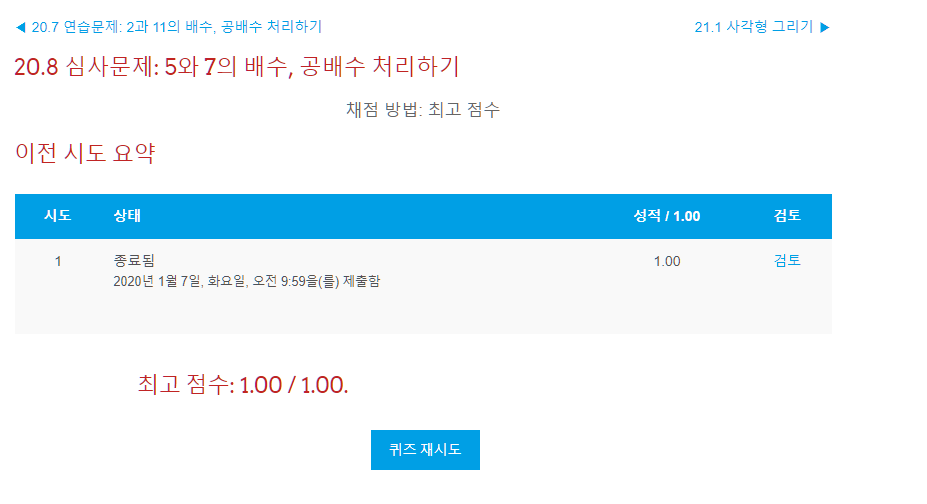 ◀ 20.7 연습문제: 2과 11의 배수, 공배수 처리하기
21.1 사각형 그리기 ▶
20.8 심사문제: 5와 7의 배수, 공배수 처리하기
채점 방법: 최고 점수
이전 시도 요약
시도 상태 성적 / 1.00 검토
1 종료됨 1.00 검토
2020년 1월 7일, 화요일, 오전 9:59을(를) 제출함
최고 점수: 1.00 / 1.00.
퀴즈 재시도